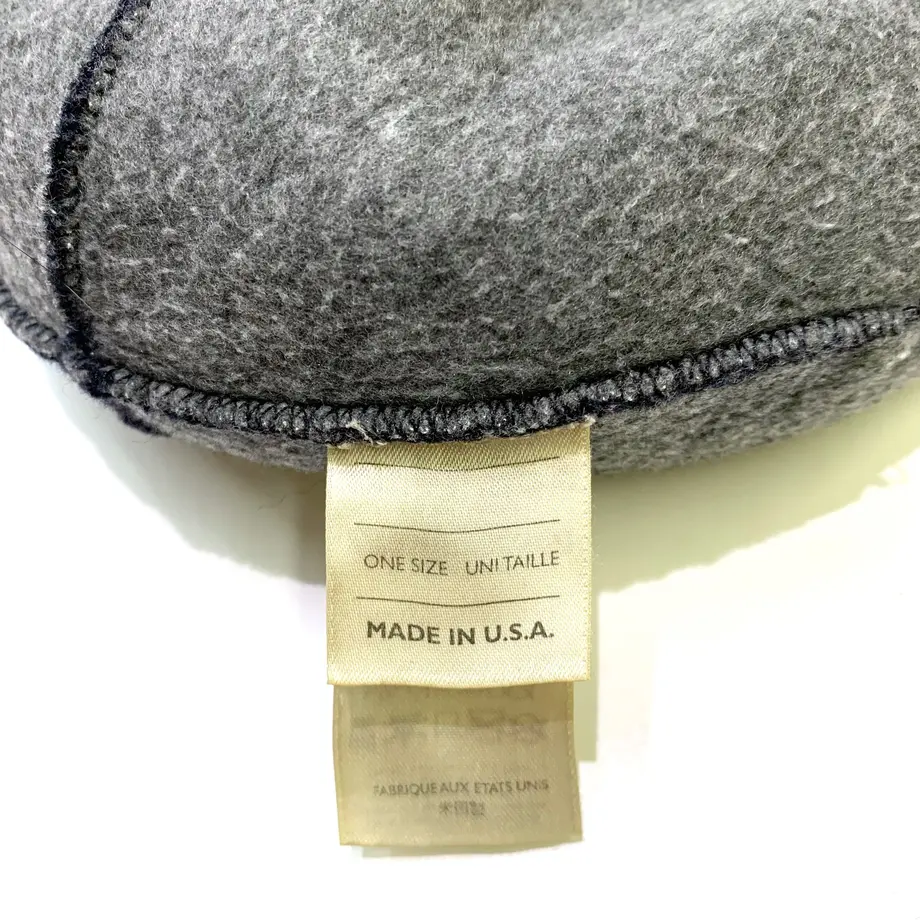 ONE SIZE UNI TAILLE
MADE IN U.S.A.
FABRIQUE AUX ETATS UNIS
米国製